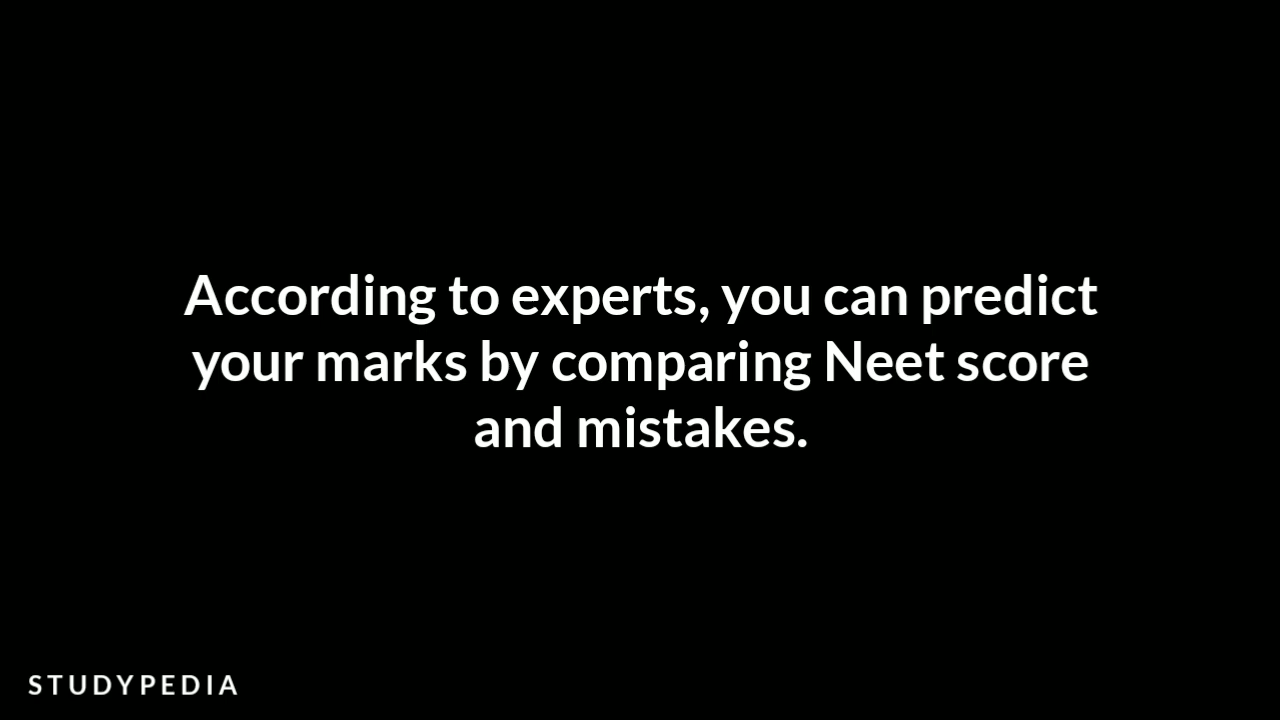 According to experts, you can predict
your marks by comparing Neet score
and mistakes.
STUDYPEDIA